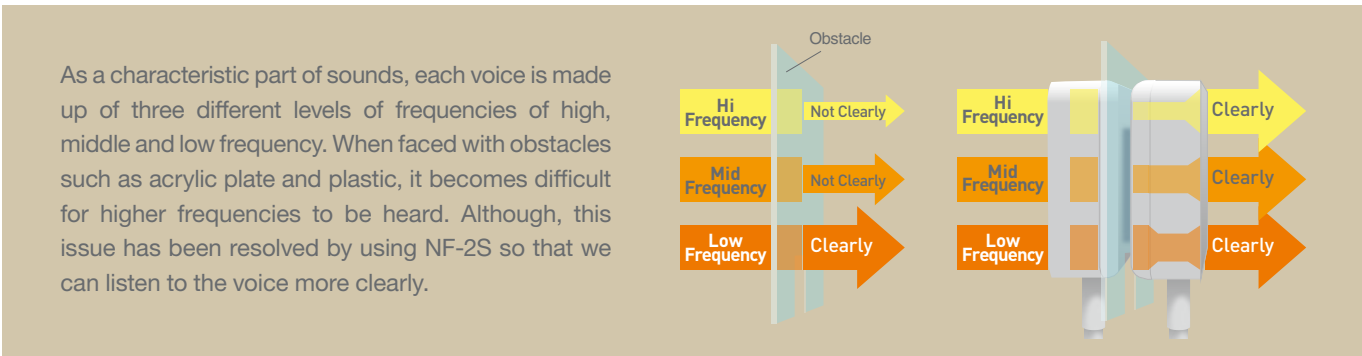 As a characteristic part of sounds, each voice is made
up of three different levels of frequencies of high,
middle and low frequency. When faced with obstacles
such as acrylic plate and plastic, it becomes difficult
for higher frequencies to be heard. Although, this
issue has been resolved by using NF-2S so that we
can listen to the voice more clearly.
Obstacle
Hi
Frequency
Not Clearly
Mid
Frequency
Not Clearly
Low
Frequency
Clearly
Hi
Frequency
Clearly
Mid
Frequency
Clearly
Low
Frequency
Clearly